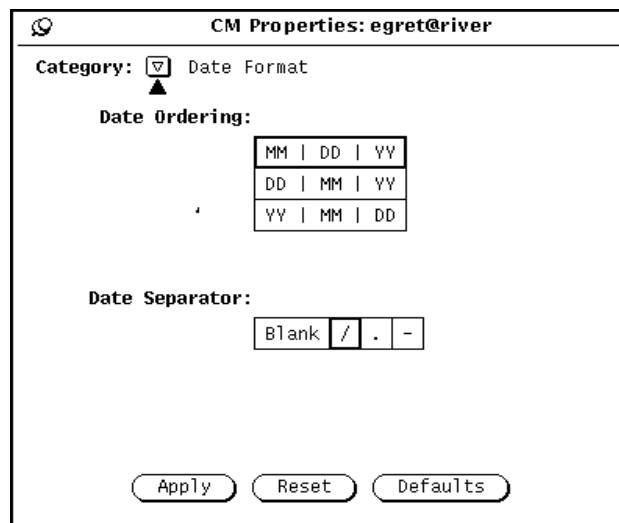 CM Properties: egret@river
Category: Date Format
Date Ordering:
MM | DD | YY
DD | MM | YY
YY | MM | DD
Date Separator:
Blank / . -
Apply Reset Defaults